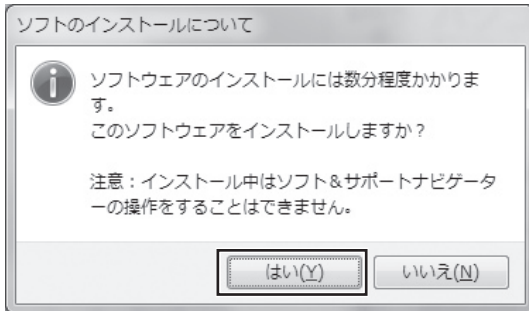 ソフトのインストールについて
ソフトウェアのインストールには数分程度かかりま
す。
このソフトウェアをインストールしますか？
注意：インストール中はソフト＆サポートナビゲータ
ーの操作をすることはできません。
はい(Y)
いいえ(N)